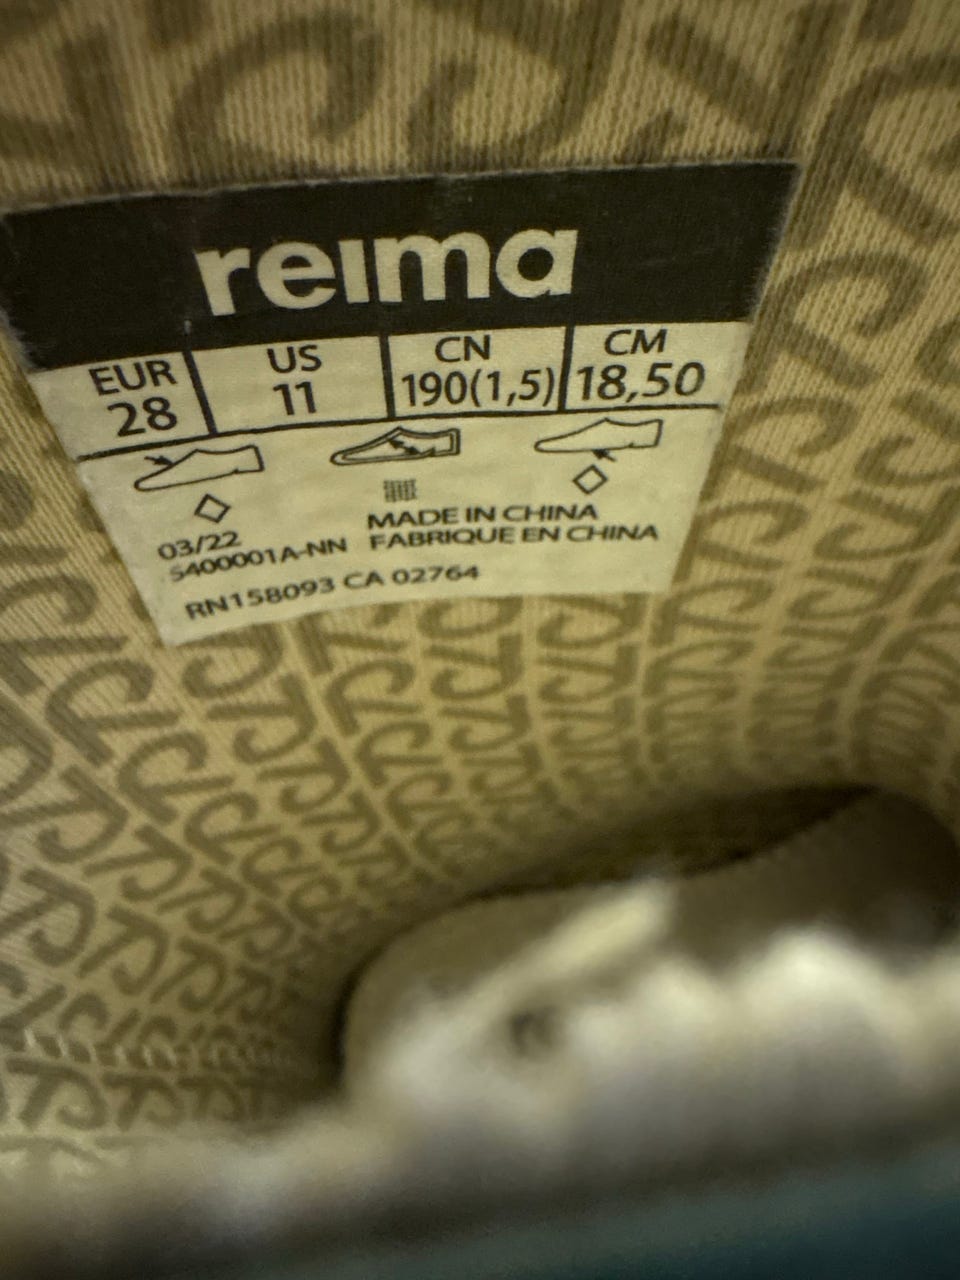 reima
EUR US CN CM
28 11 190(1,5) 18,50
03/22 MADE IN CHINA
5400001A-NN FABRIQUE EN CHINA
RN158093 CA 02764